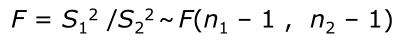 F = S₁² /S₂² ~ F(n₁ − 1 , n₂ − 1)